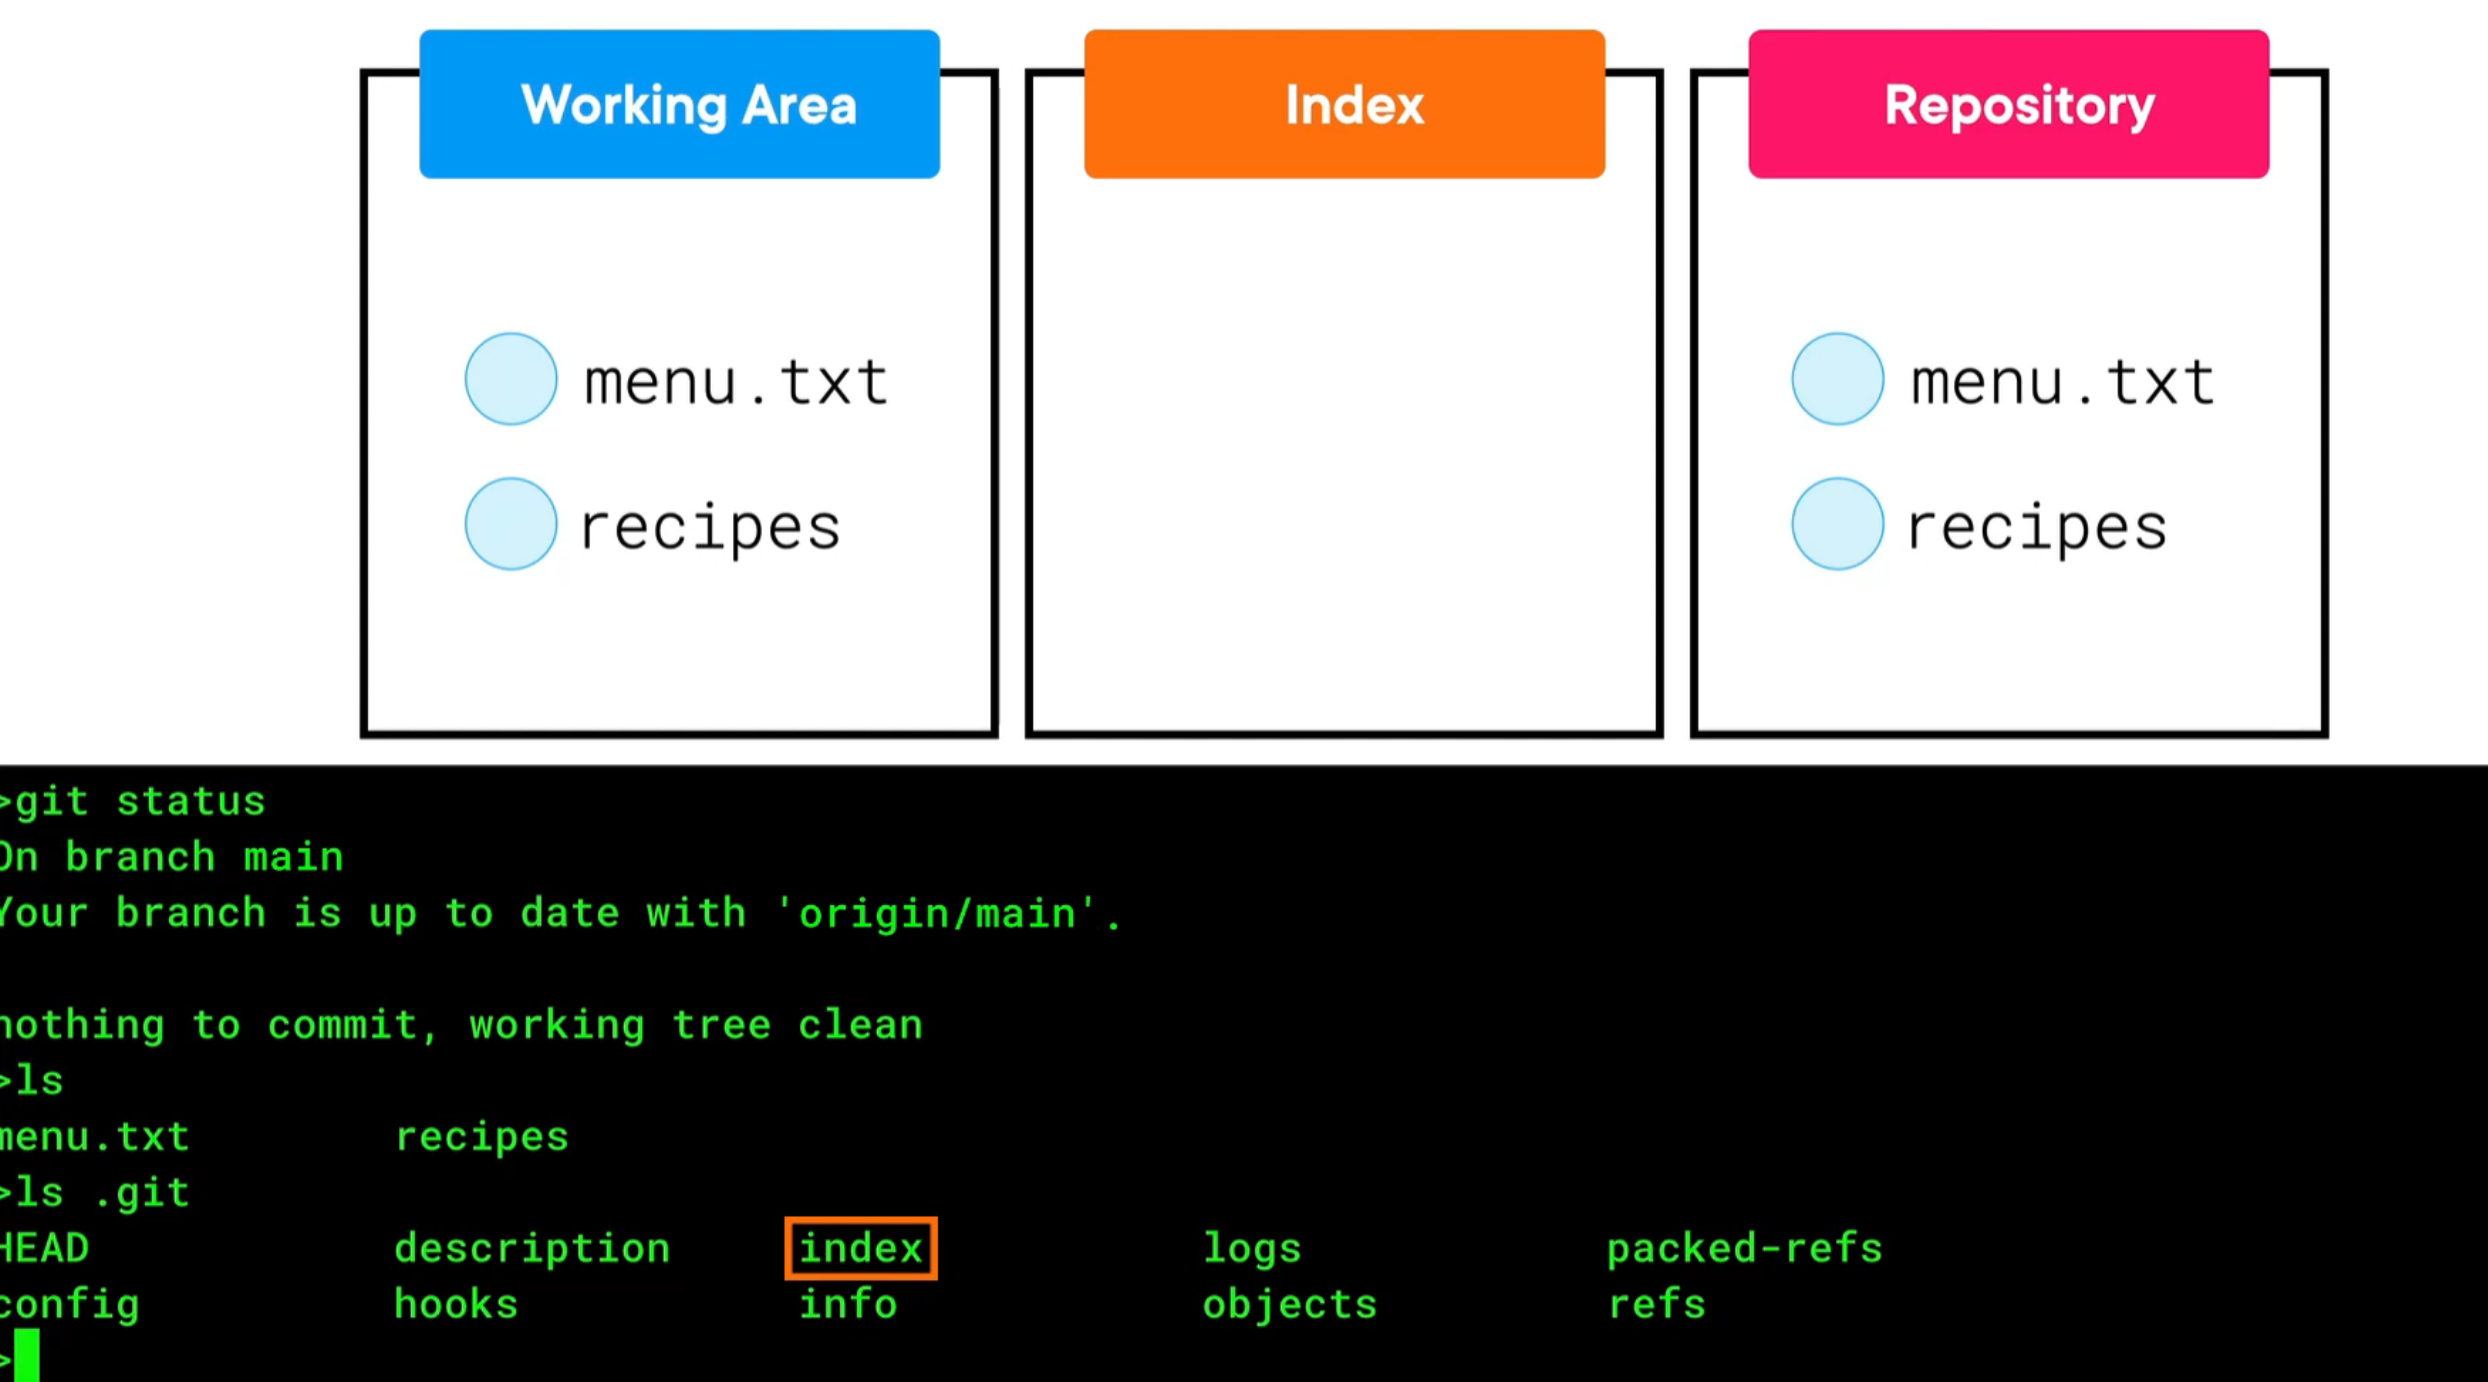 Working Area Index Repository
menu.txt menu.txt
recipes recipes
>git status
On branch main
Your branch is up to date with 'origin/main'.
nothing to commit, working tree clean
>ls
menu.txt recipes
>ls .git
HEAD description index logs packed-refs
config hooks info objects refs
>